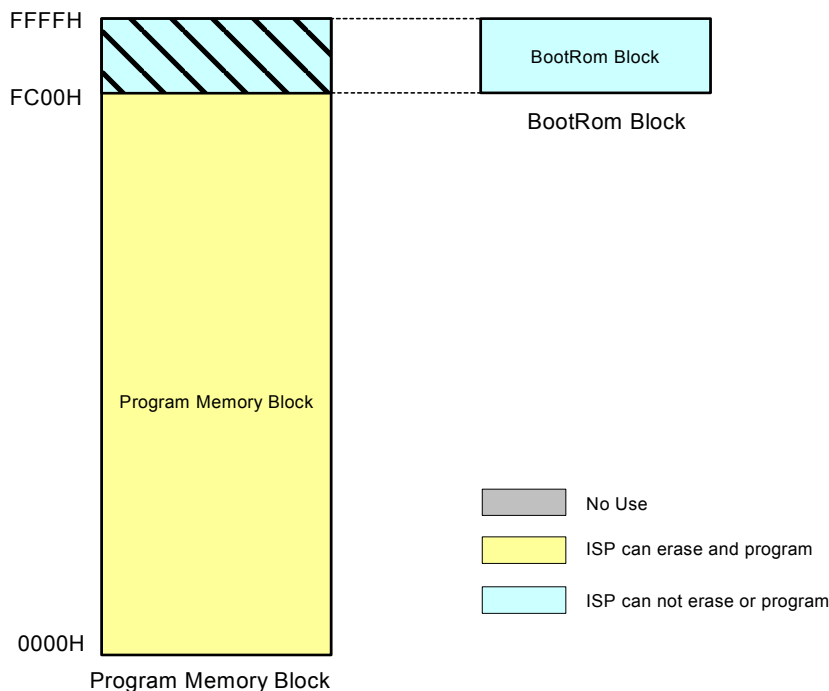 FFFFH
BootRom Block
FC00H
BootRom Block
Program Memory Block
No Use
ISP can erase and program
ISP can not erase or program
0000H
Program Memory Block